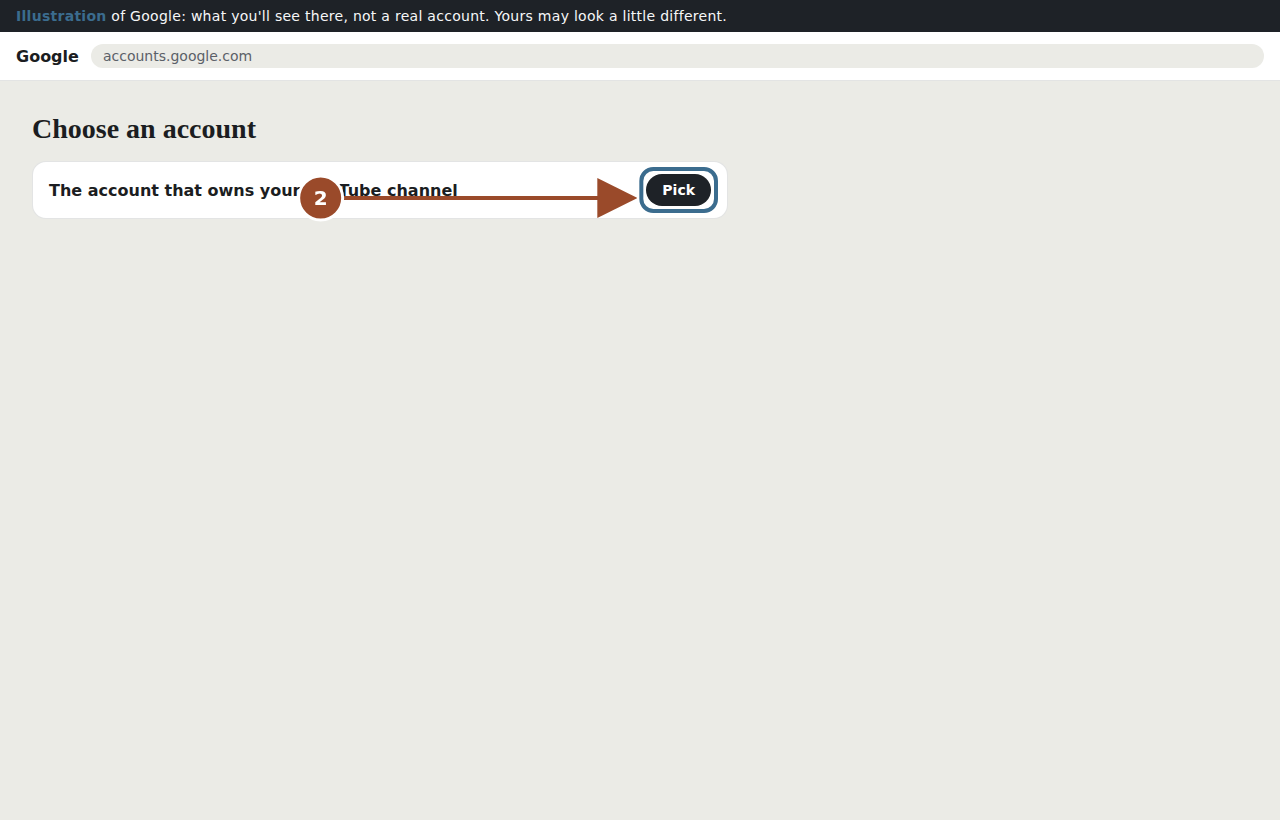 Illustration of Google: what you'll see there, not a real account. Yours may look a little different.
Google accounts.google.com
Choose an account
The account that owns your Tube channel
2
Pick